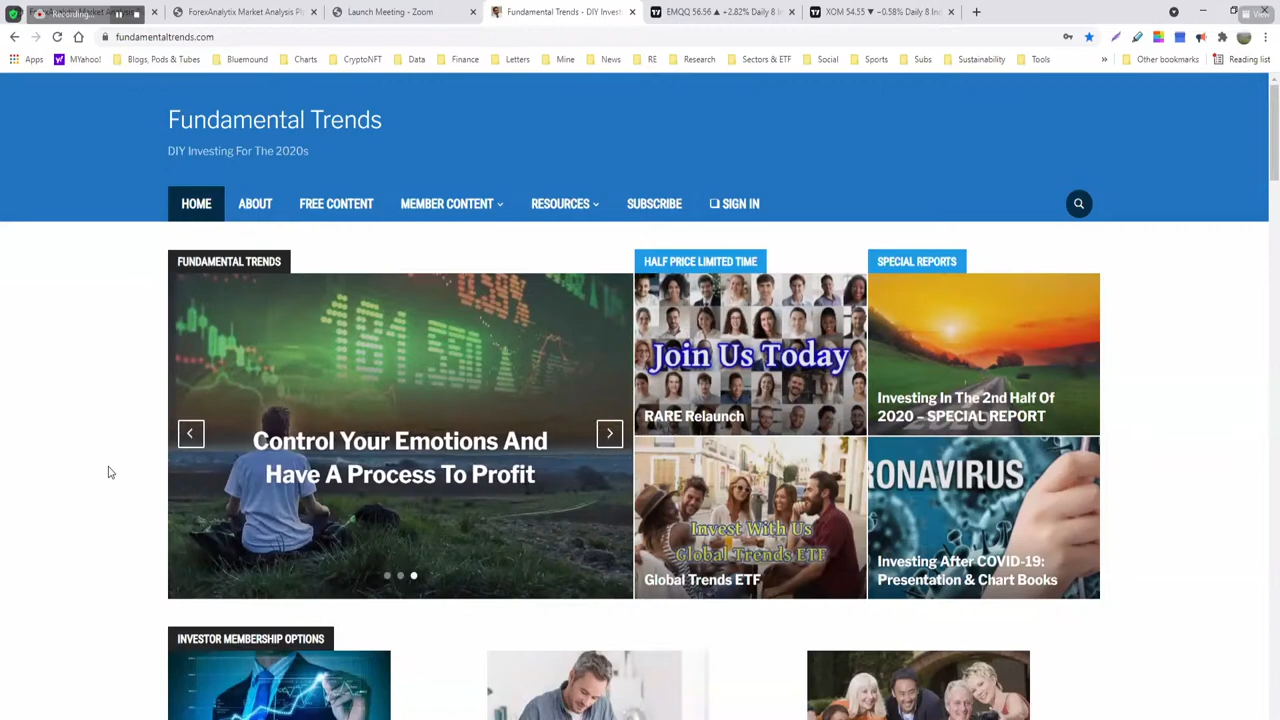 Recording...
ForexAnalytix Market Analysis P
ForexAnalytix Market Analysis Pl
Launch Meeting - Zoom
Fundamental Trends - DIY Invest
EMQQ 56.56 ▲ +2.82% Daily 8 In
XOM 54.55 ▼ −0.58% Daily 8 Ind
View
fundamentaltrends.com
Apps
MYahoo!
Blogs, Pods & Tubes
Bluemound
Charts
CryptoNFT
Data
Finance
Letters
Mine
News
RE
Research
Sectors & ETF
Social
Sports
Subs
Sustainability
Tools
Other bookmarks
Reading list
Fundamental Trends
DIY Investing For The 2020s
HOME
ABOUT
FREE CONTENT
MEMBER CONTENT
RESOURCES
SUBSCRIBE
SIGN IN
FUNDAMENTAL TRENDS
Control Your Emotions And
Have A Process To Profit
HALF PRICE LIMITED TIME
Join Us Today
RARE Relaunch
Invest With Us
Global Trends ETF
Global Trends ETF
SPECIAL REPORTS
Investing In The 2nd Half Of
2020 – SPECIAL REPORT
RONAVIRUS
Investing After COVID-19:
Presentation & Chart Books
INVESTOR MEMBERSHIP OPTIONS